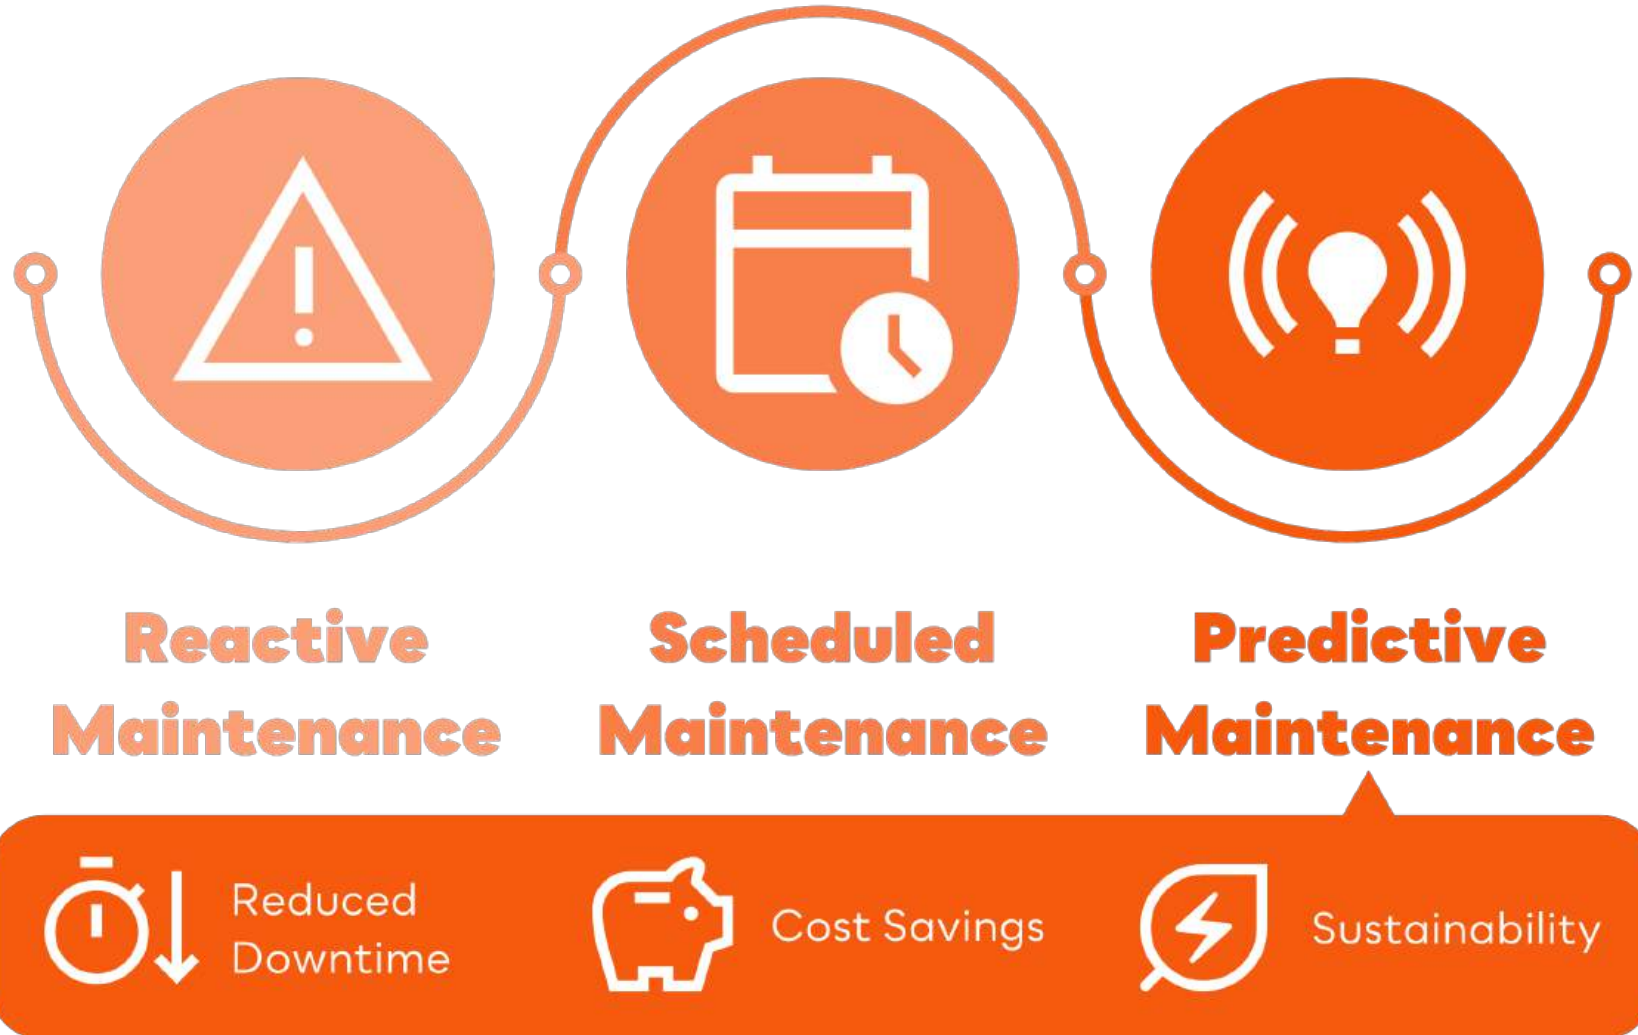 Reactive
Maintenance
Scheduled
Maintenance
Predictive
Maintenance
Reduced
Downtime
Cost Savings
Sustainability